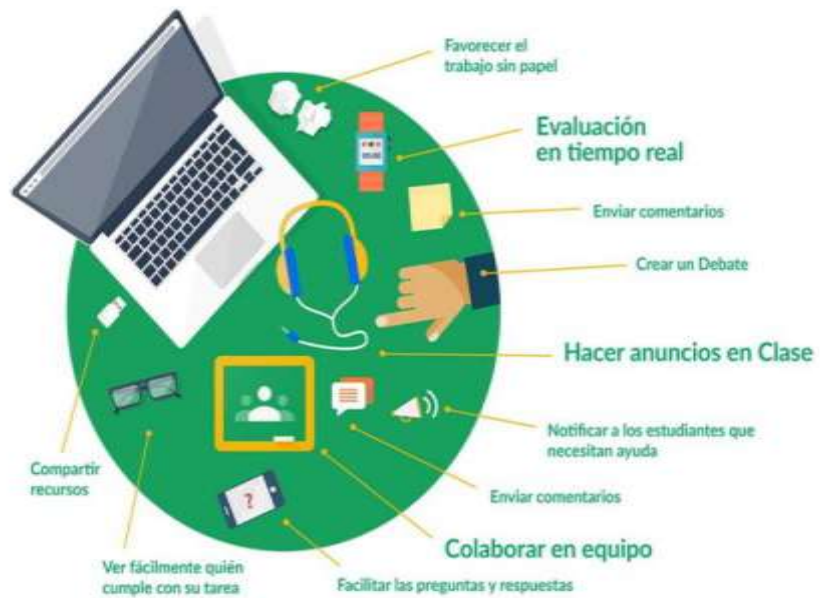 Favorecer el
trabajo sin papel
Evaluación
en tiempo real
Enviar comentarios
Crear un Debate
Hacer anuncios en Clase
Notificar a los estudiantes que
necesitan ayuda
Enviar comentarios
Colaborar en equipo
Facilitar las preguntas y respuestas
Ver fácilmente quién
cumple con su tarea
Compartir
recursos
?